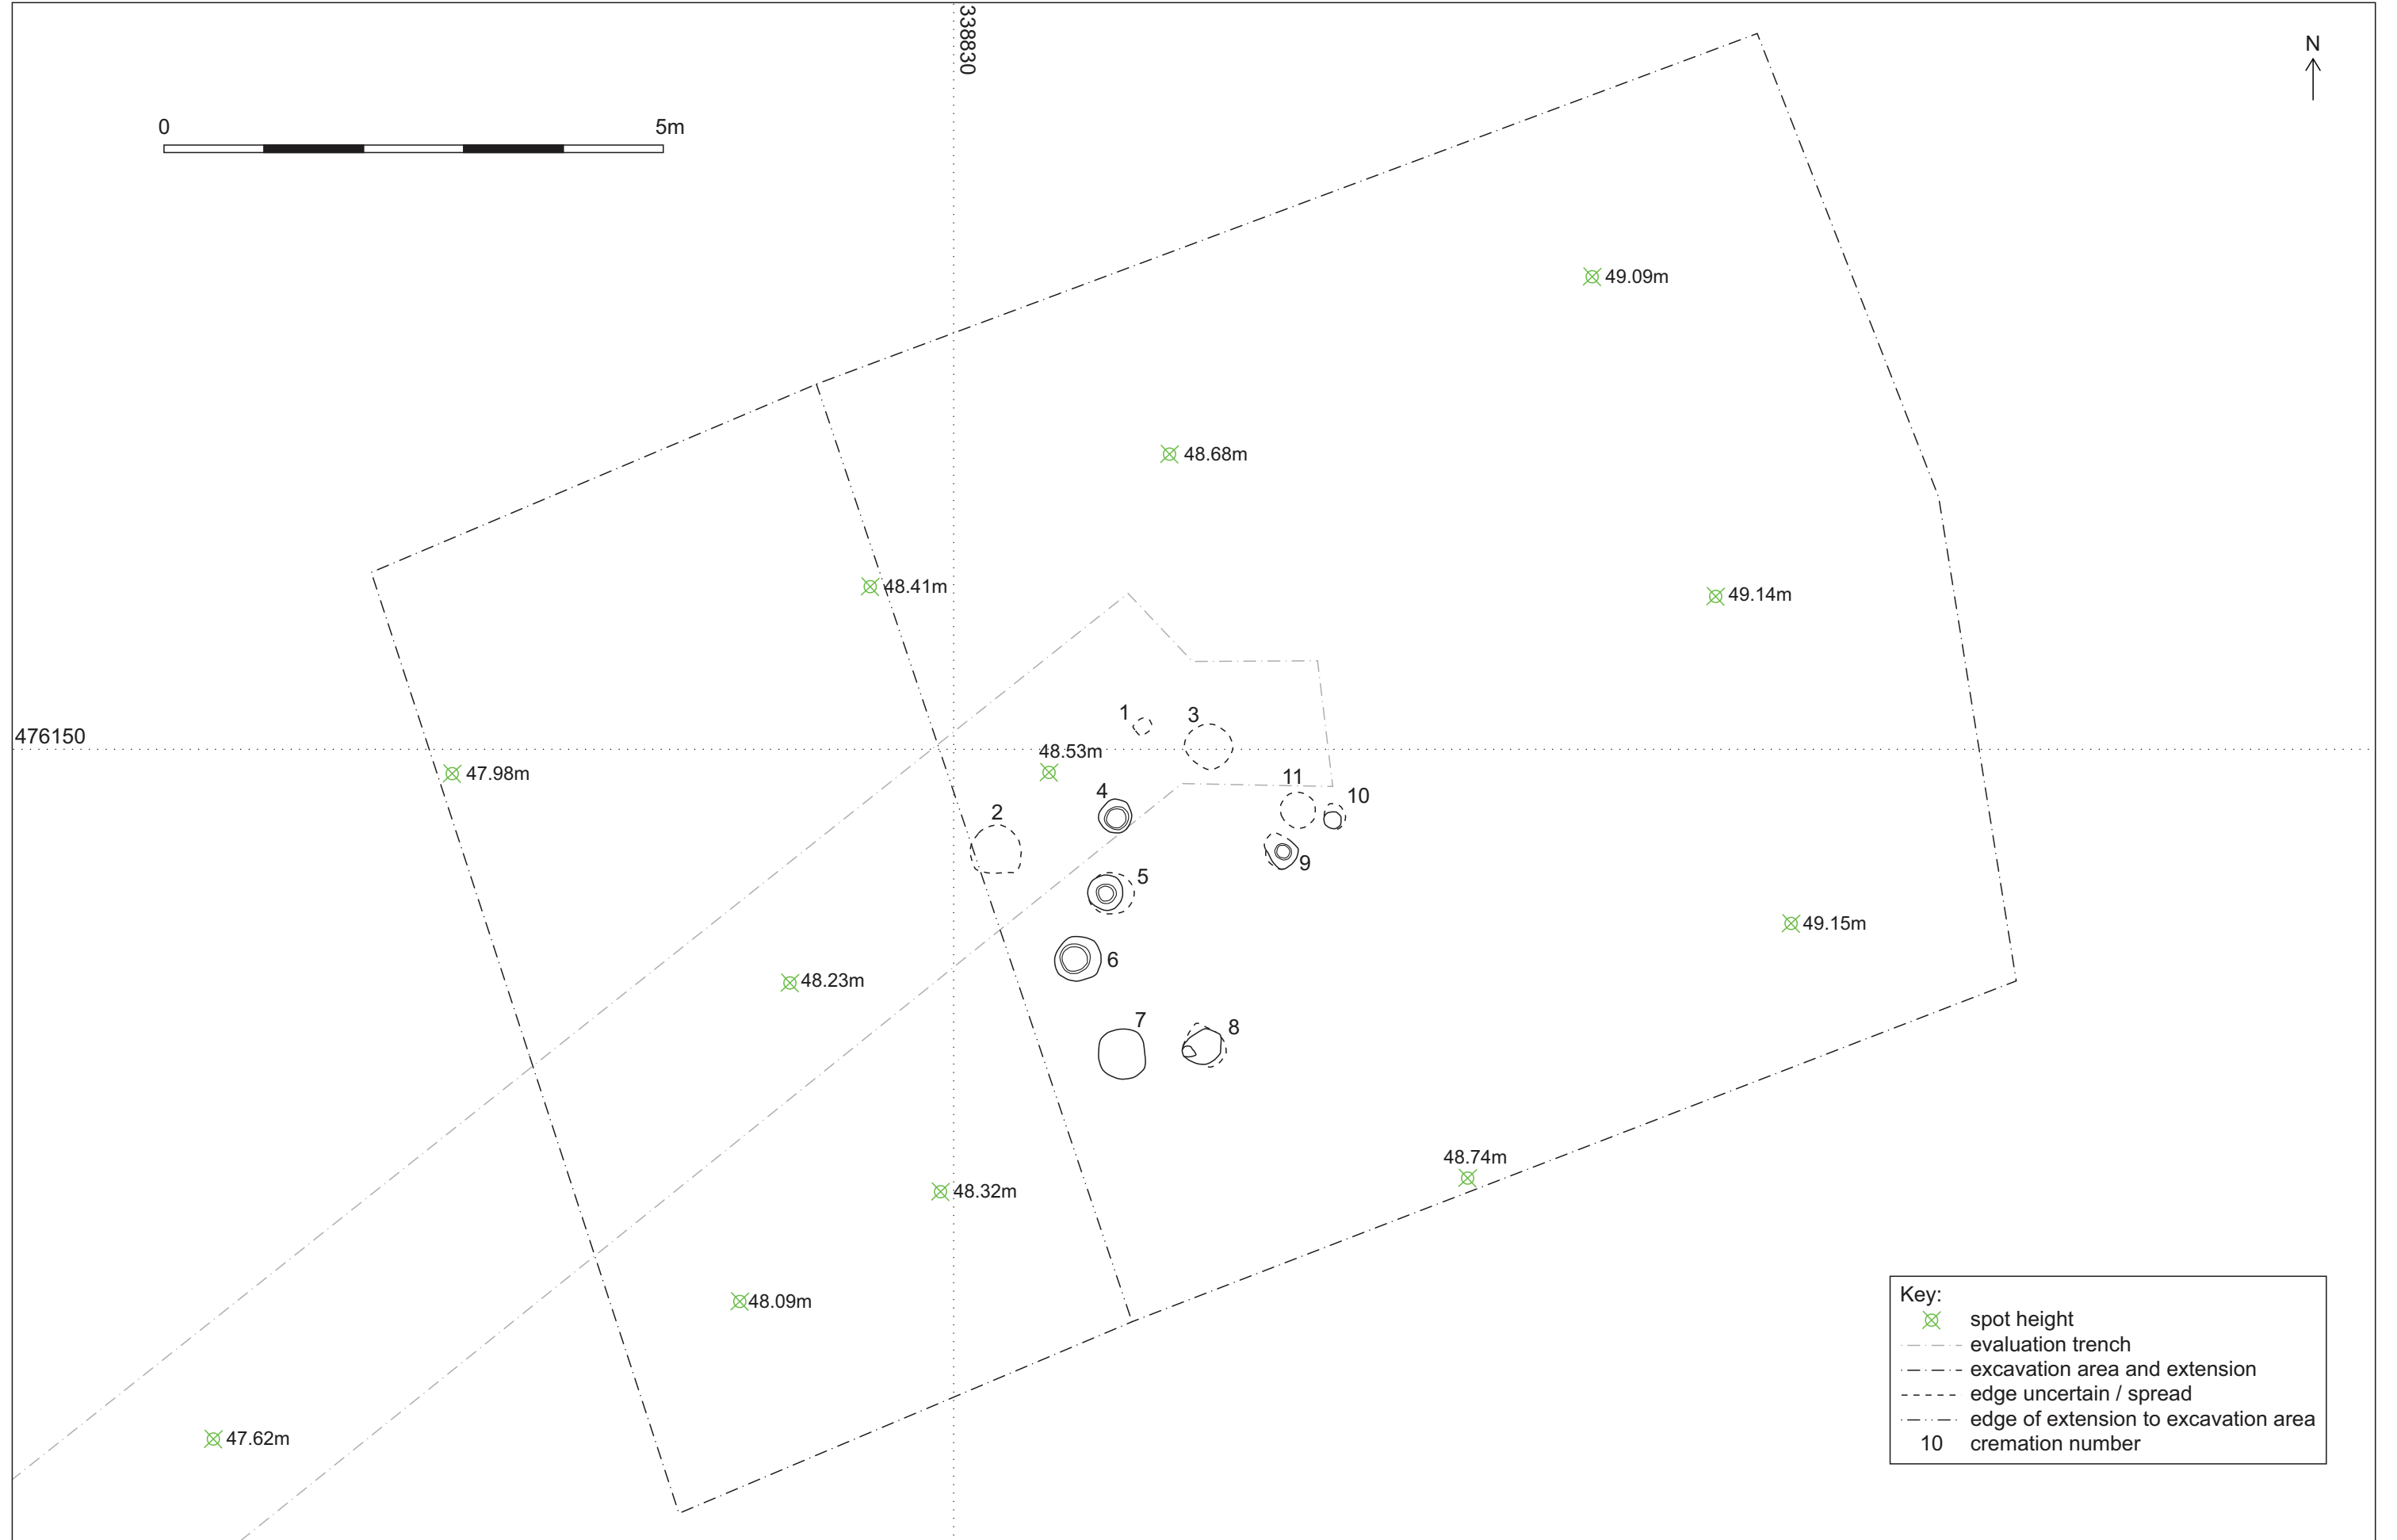 338830
N
0 5m
49.09m
48.68m
48.41m
49.14m
1
3
476150
48.53m
47.98m
11
4
10
2
9
5
49.15m
6
48.23m
7
8
48.74m
48.32m
48.09m
47.62m
Key:
spot height
evaluation trench
excavation area and extension
edge uncertain / spread
edge of extension to excavation area
10 cremation number